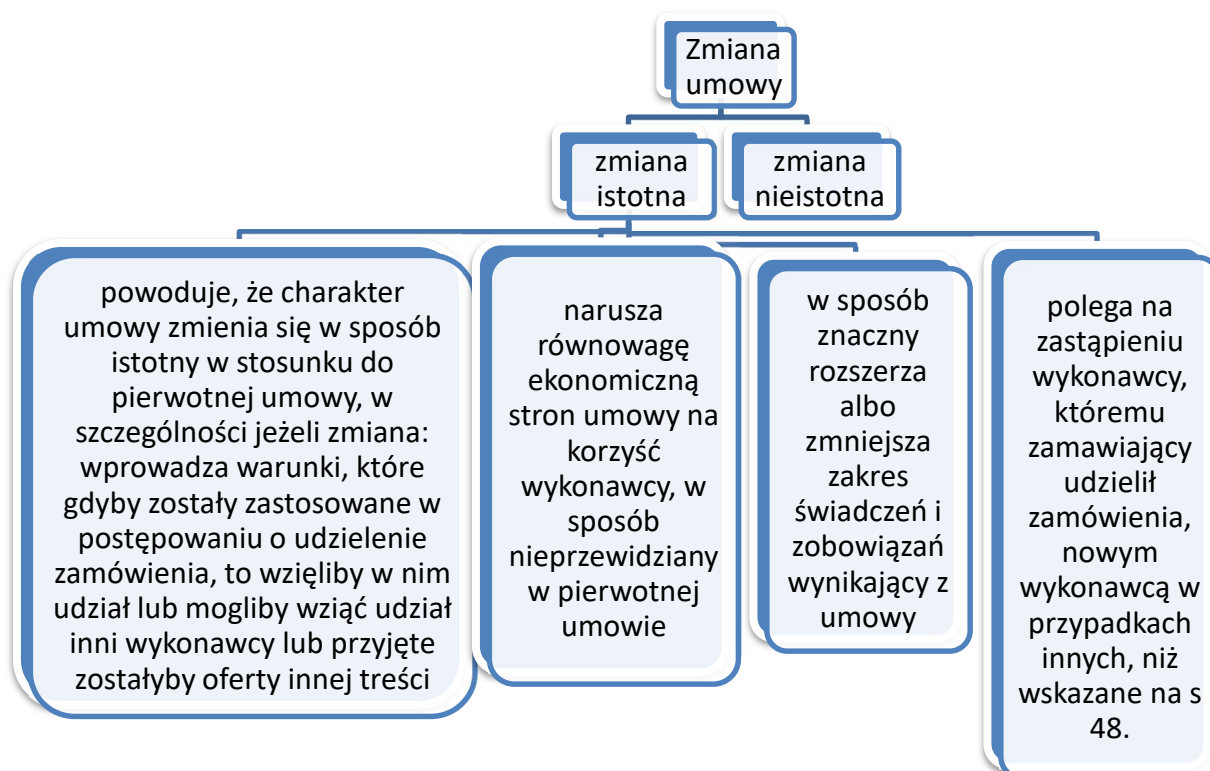 Zmiana
umowy
zmiana
istotna
zmiana
nieistotna
powoduje, że charakter
umowy zmienia się w sposób
istotny w stosunku do
pierwotnej umowy, w
szczególności jeżeli zmiana:
wprowadza warunki, które
gdyby zostały zastosowane w
postępowaniu o udzielenie
zamówienia, to wzięliby w nim
udział lub mogliby wziąć udział
inni wykonawcy lub przyjęte
zostałyby oferty innej treści
narusza
równowagę
ekonomiczną
stron umowy na
korzyść
wykonawcy, w
sposób
nieprzewidziany
w pierwotnej
umowie
w sposób
znaczny
rozszerza
albo
zmniejsza
zakres
świadczeń i
zobowiązań
wynikający z
umowy
polega na
zastąpieniu
wykonawcy,
któremu
zamawiający
udzielił
zamówienia,
nowym
wykonawcą w
przypadkach
innych, niż
wskazane na s
48.